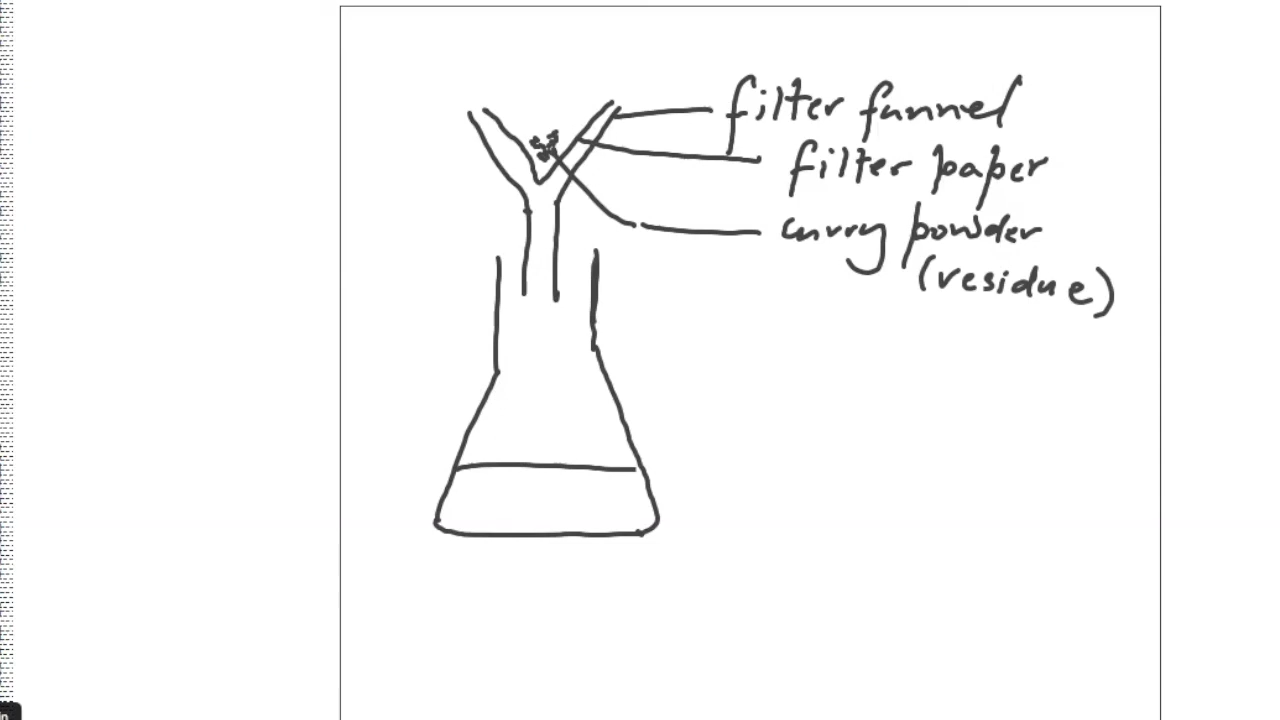 filter funnel
filter paper
curry powder
(residue)